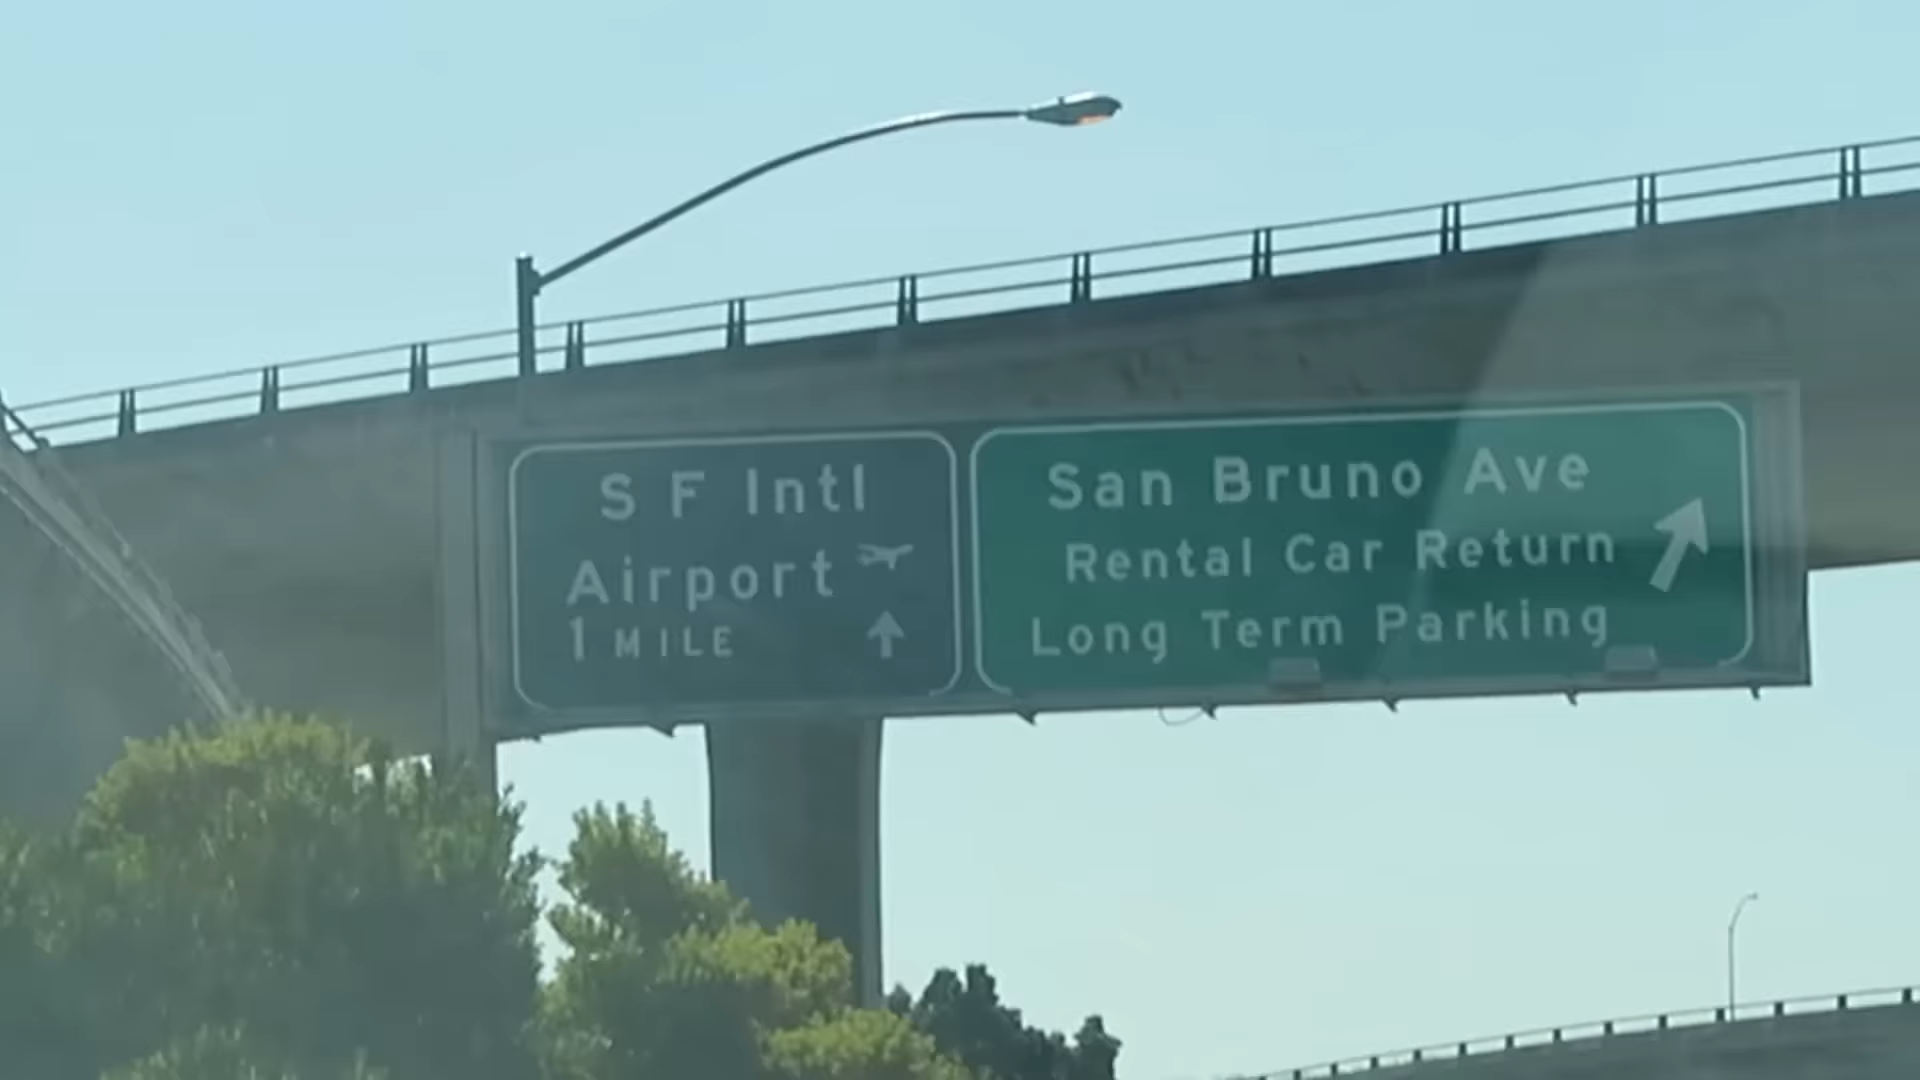 S F Intl
Airport
1 MILE
San Bruno Ave
Rental Car Return
Long Term Parking